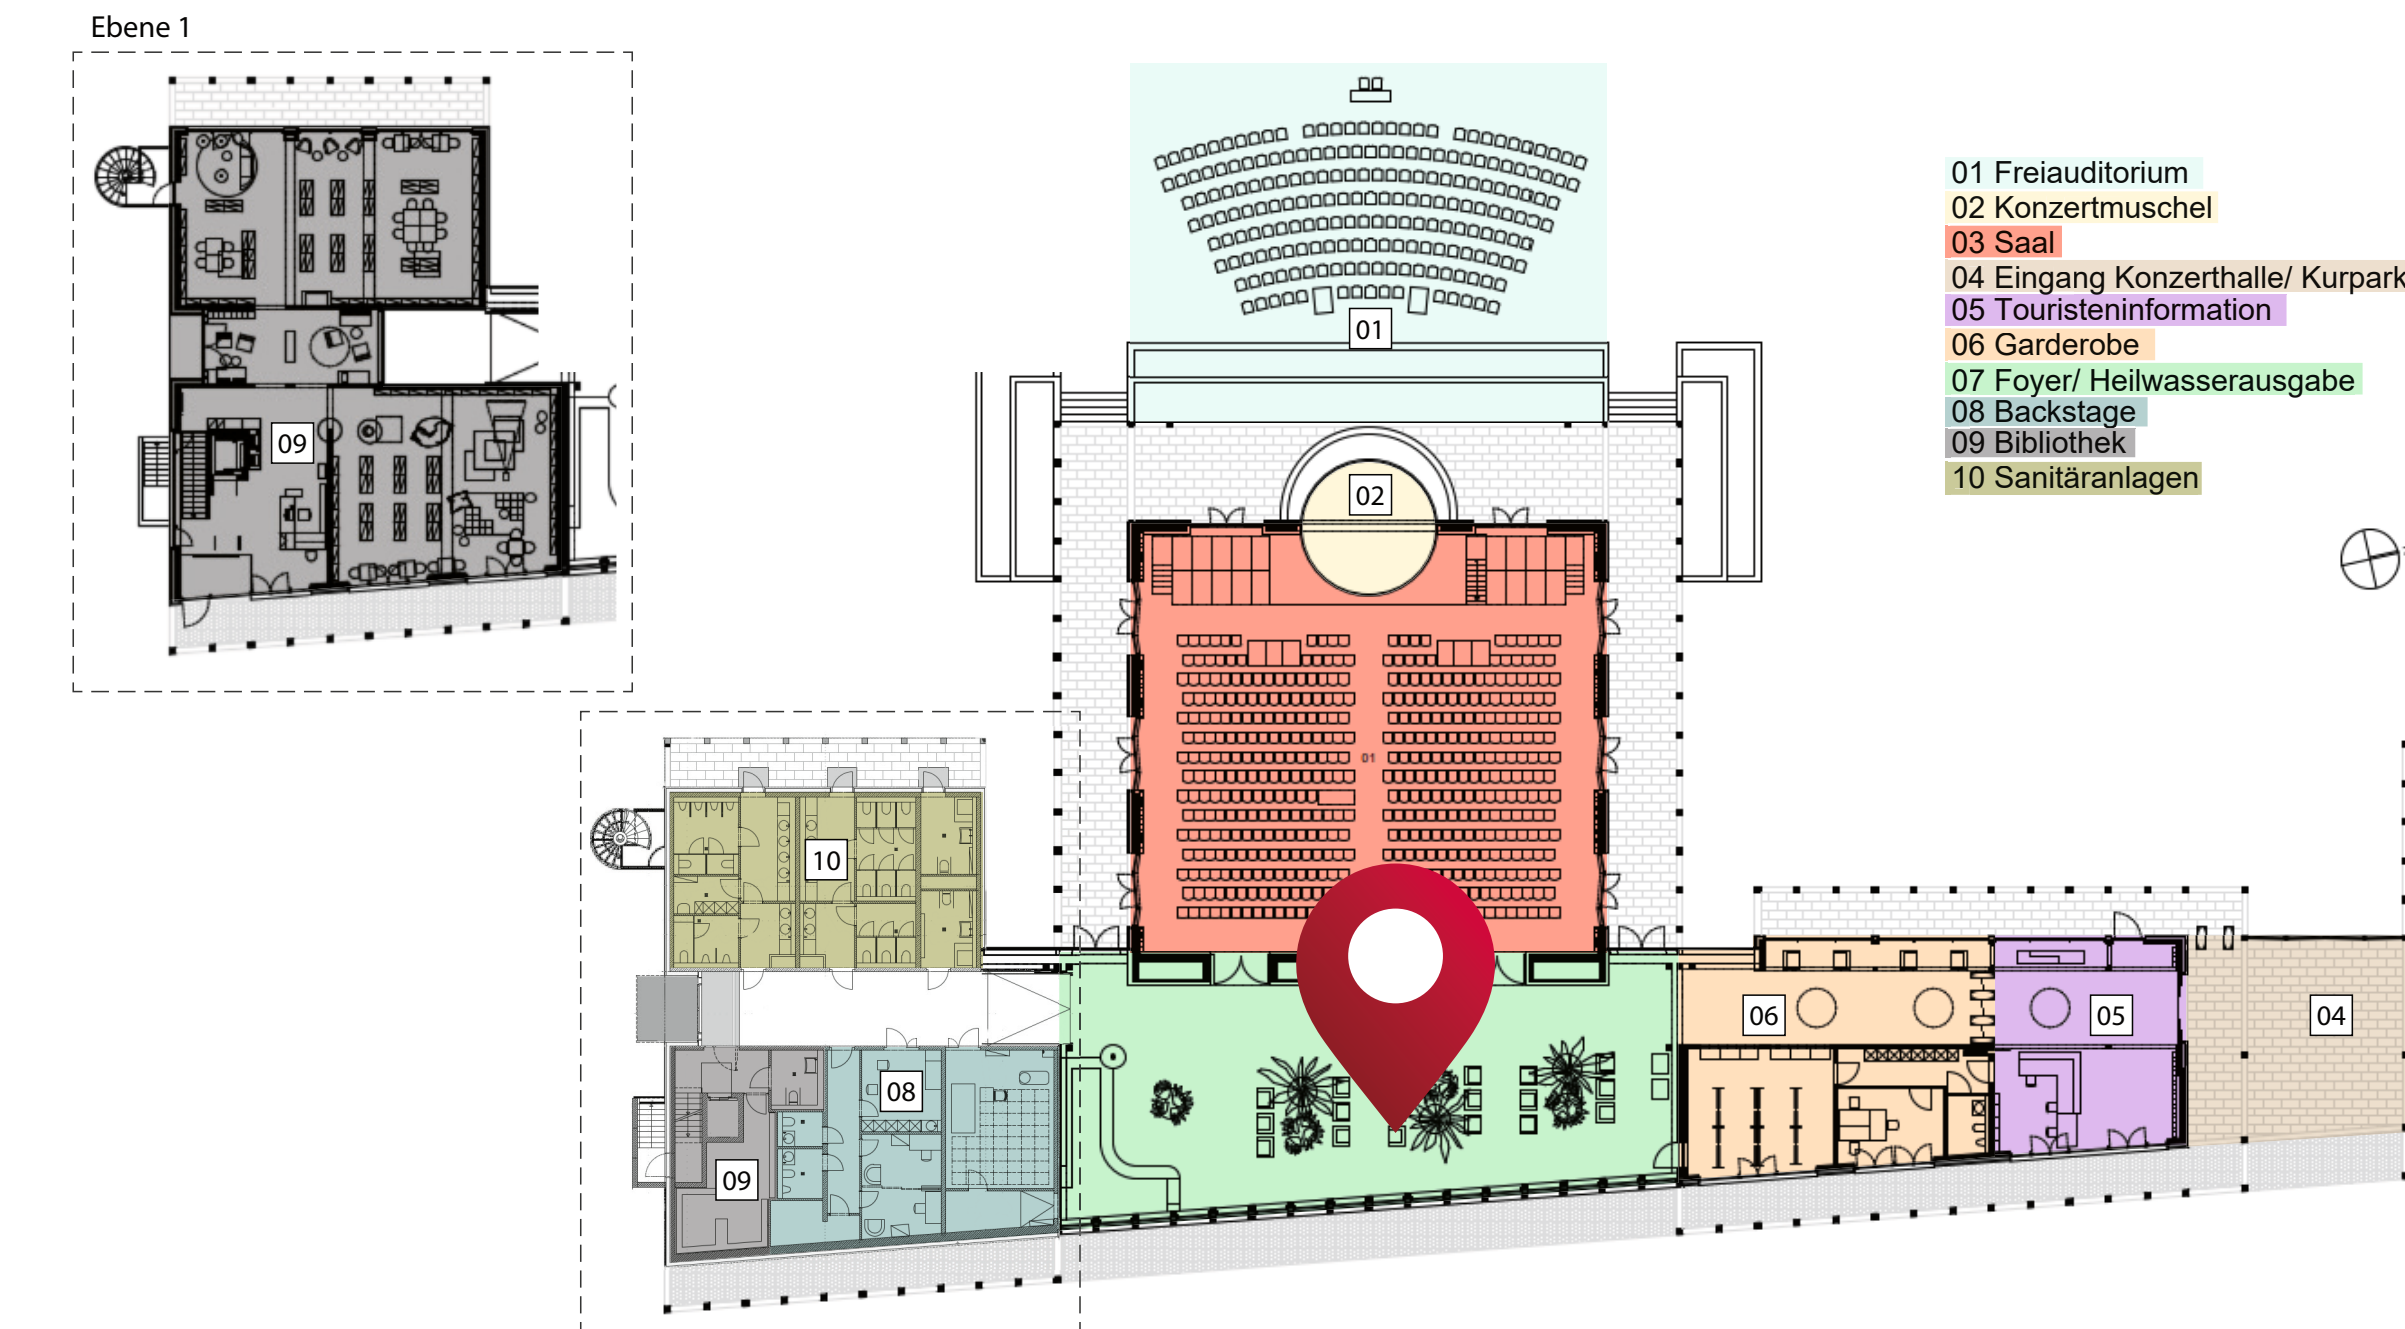 Ebene 1
01 Freiauditorium
02 Konzertmuschel
03 Saal
04 Eingang Konzerthalle/ Kurpark
05 Touristeninformation
06 Garderobe
07 Foyer/ Heilwasserausgabe
08 Backstage
09 Bibliothek
10 Sanitäranlagen
01
09
02
01
10
06
05
04
08
09